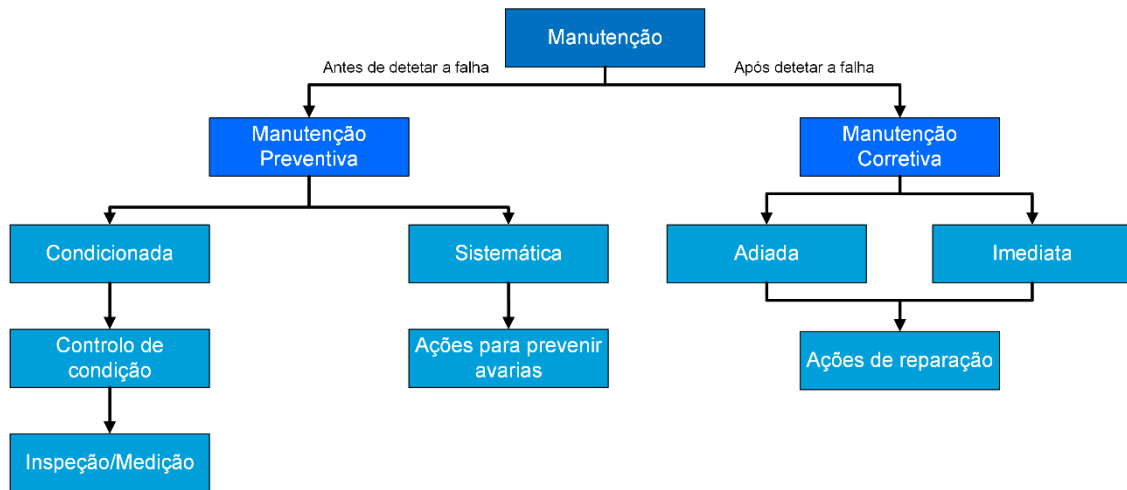 Manutenção
Antes de detetar a falha
Após detetar a falha
Manutenção
Preventiva
Manutenção
Corretiva
Condicionada
Sistemática
Adiada
Imediata
Controlo de
condição
Ações para prevenir
avarias
Ações de reparação
Inspeção/Medição